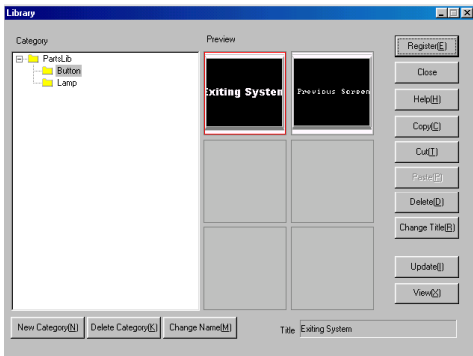 Library
Category
Preview
PartsLib
Button
Lamp
Exiting System
Previous Screen
Register(E)
Close
Help(H)
Copy(C)
Cut(T)
Paste(P)
Delete(D)
Change Title(R)
Update(I)
View(X)
New Category(N)
Delete Category(K)
Change Name(M)
Title
Exiting System